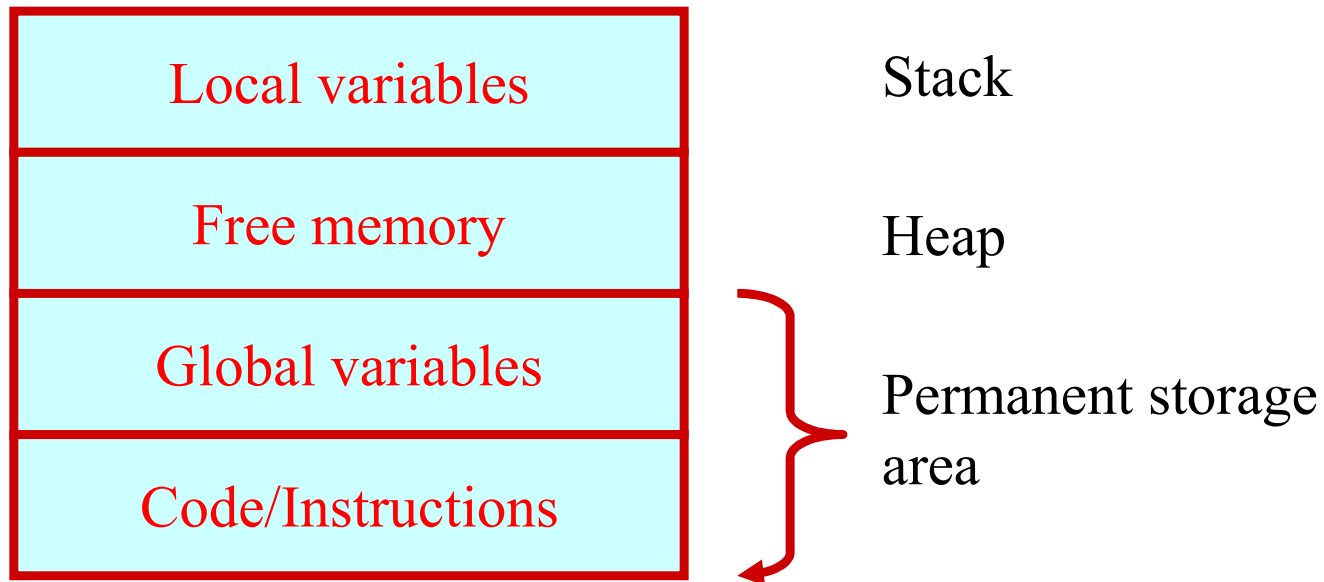 Local variables
Stack
Free memory
Heap
Global variables
Permanent storage
area
Code/Instructions